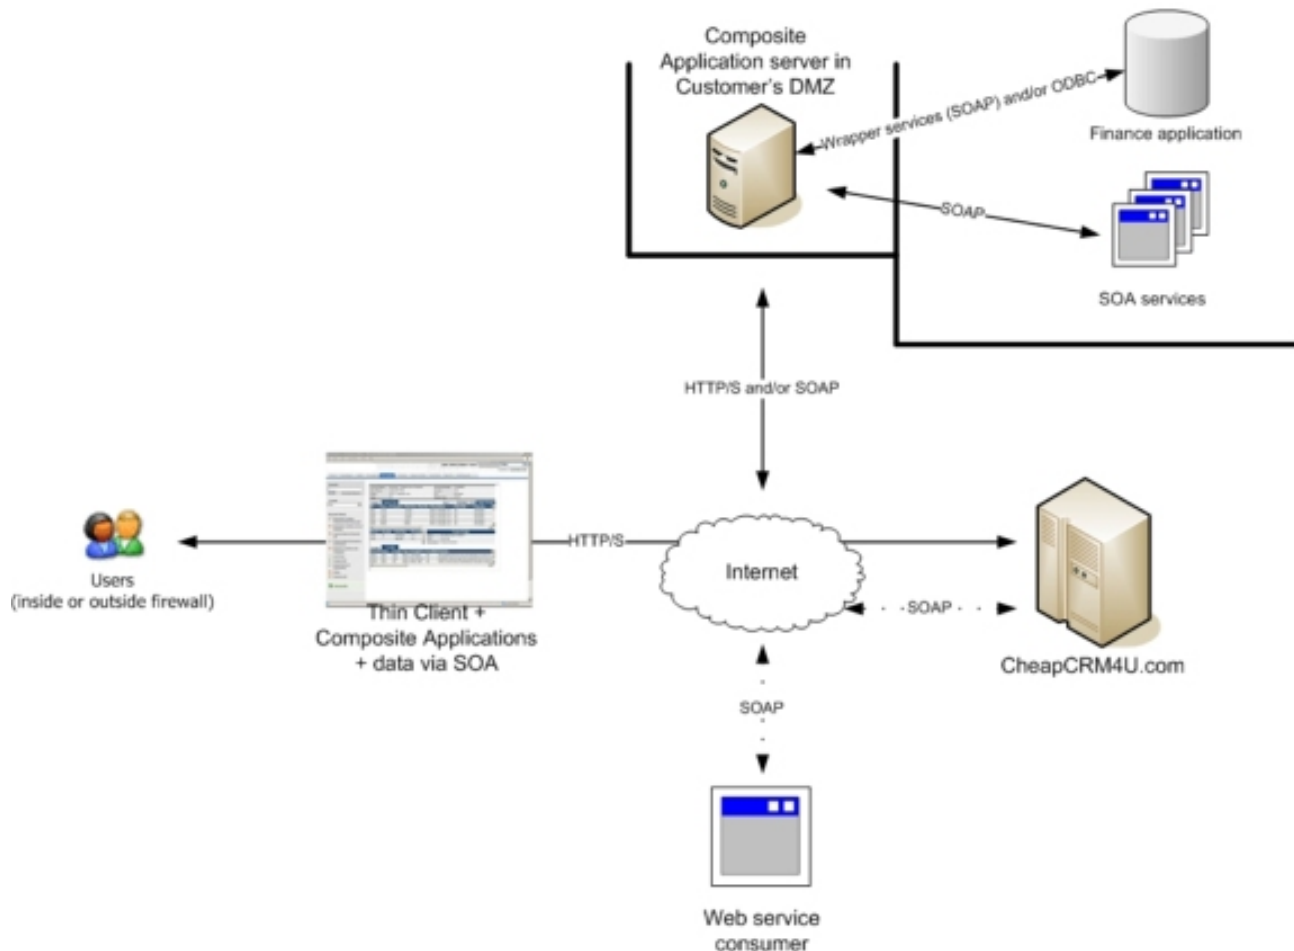 Composite
Application server in
Customer's DMZ
Wrapper services (SOAP) and/or ODBC
Finance application
SOAP
SOA services
HTTP/S and/or SOAP
HTTP/S
Internet
Users
(inside or outside firewall)
Thin Client +
Composite Applications
+ data via SOA
SOAP
CheapCRM4U.com
SOAP
Web service
consumer